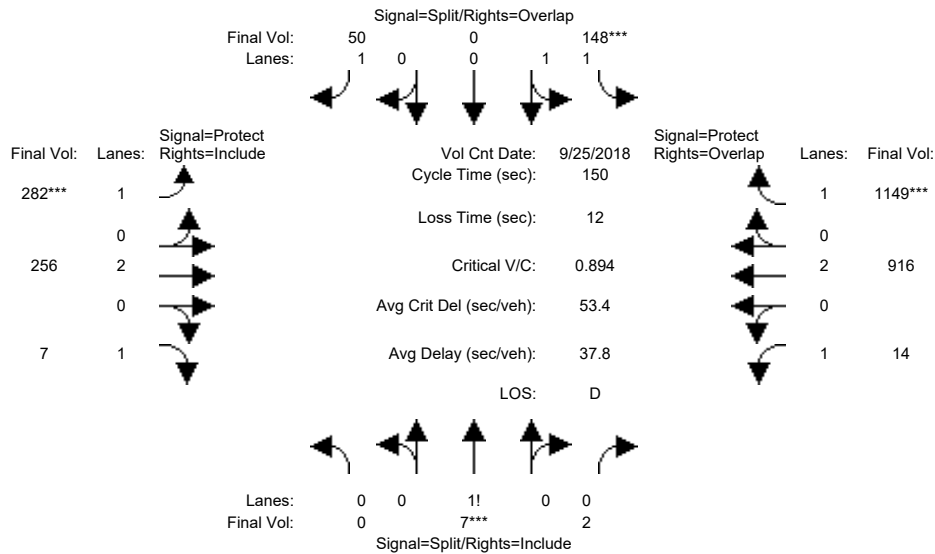 Signal=Split/Rights=Overlap
Final Vol: 50 0 148***
Lanes: 1 0 0 1 1
Signal=Protect Signal=Protect
Final Vol: Lanes: Rights=Include Vol Cnt Date: 9/25/2018 Rights=Overlap Lanes: Final Vol:
Cycle Time (sec): 150
282*** 1 1 1149***
Loss Time (sec): 12
0 0
256 2 Critical V/C: 0.894 2 916
0 Avg Crit Del (sec/veh): 53.4 0
7 1 Avg Delay (sec/veh): 37.8 1 14
LOS: D
Lanes: 0 0 1! 0 0
Final Vol: 0 7*** 2
Signal=Split/Rights=Include